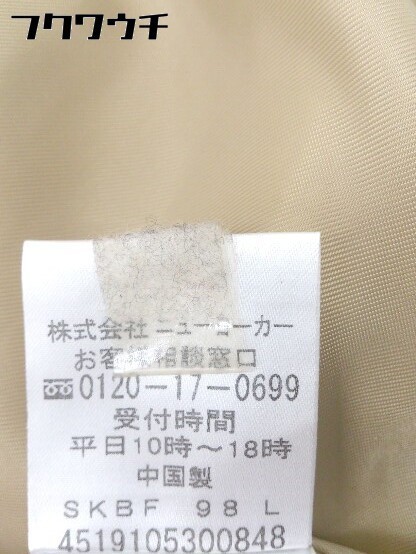 フクワウチ
株式会社 ニューヨーカー
お客様相談窓口
0120-17-0699
受付時間
平日10時～18時
中国製
SKBF 98 L
4519105300848